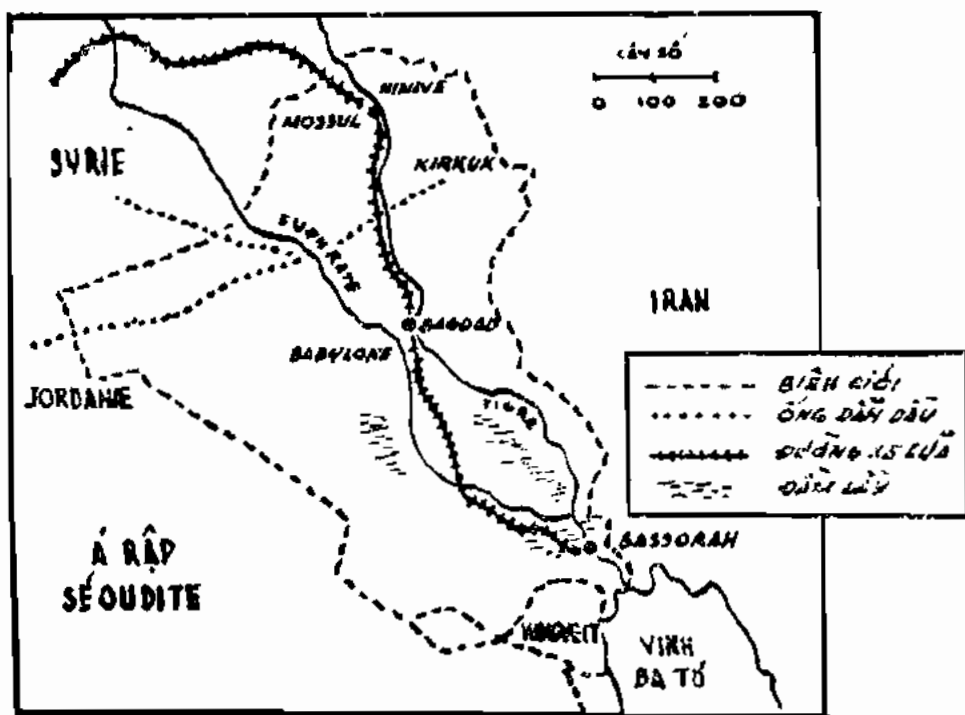 CÂY SỐ
0 100 200
NINIVE
MOSSUL
KIRKUK
SYRIE
EUPHRATE
IRAN
BAGDAD
BABYLONE
JORDANIE
TIGRE
BIÊN GIỚI
ỐNG DẪN DẦU
ĐƯỜNG XE LỬA
ĐẦM LẦY
BASSORAH
Á RẬP
SÉOUDITE
KOWEIT
VỊNH
BA TƯ